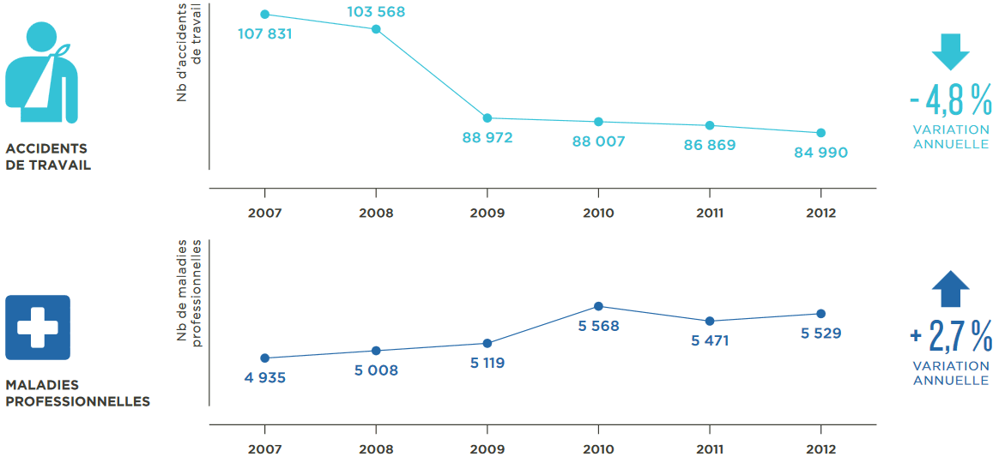 ACCIDENTS
DE TRAVAIL
Nb d'accidents
de travail
107 831
103 568
88 972
88 007
86 869
84 990
2007
2008
2009
2010
2011
2012
- 4,8 %
VARIATION
ANNUELLE
MALADIES
PROFESSIONNELLES
Nb de maladies
professionnelles
4 935
5 008
5 119
5 568
5 471
5 529
2007
2008
2009
2010
2011
2012
+ 2,7 %
VARIATION
ANNUELLE